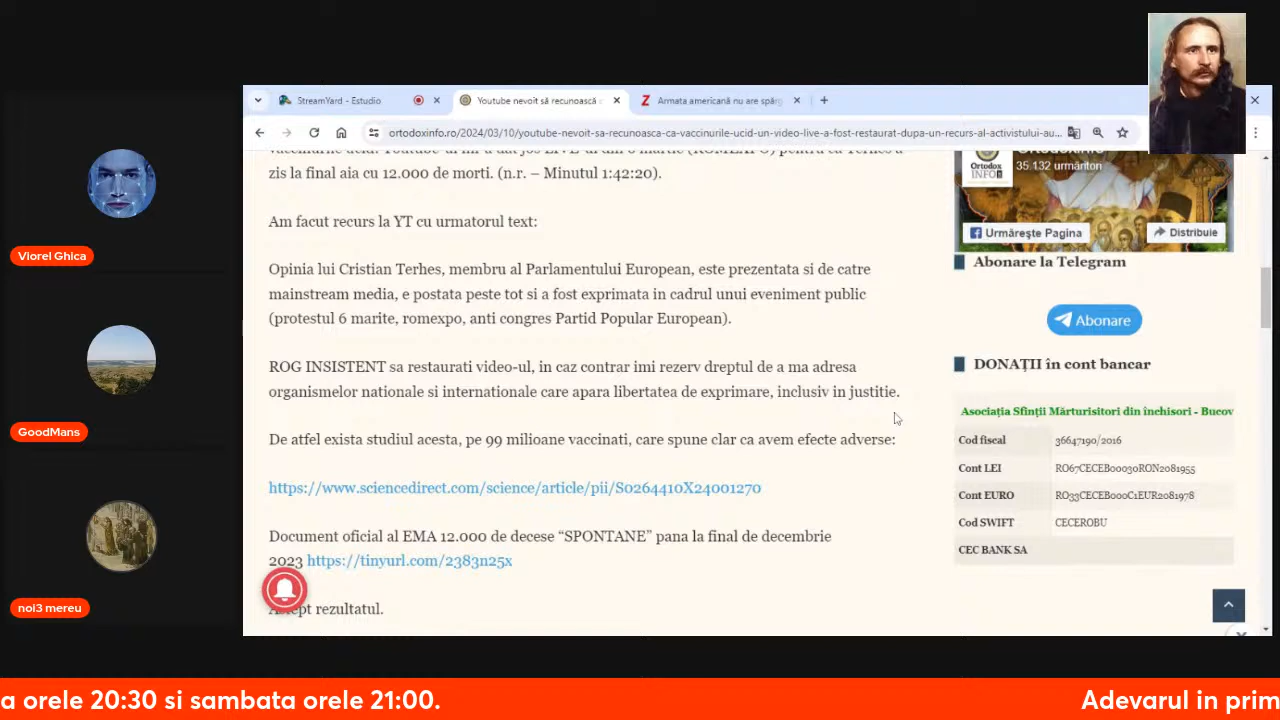 StreamYard - Estudio
Youtube nevoit să recunoască c
Armata americană nu are spărg
ortodoxinfo.ro/2024/03/10/youtube-nevoit-sa-recunoasca-ca-vaccinurile-ucid-un-video-live-a-fost-restaurat-dupa-un-recurs-al-activistului-au...
zis la final aia cu 12.000 de morti. (n.r. – Minutul 1:42:20).
Am facut recurs la YT cu urmatorul text:
Opinia lui Cristian Terhes, membru al Parlamentului European, este prezentata si de catre
mainstream media, e postata peste tot si a fost exprimata in cadrul unui eveniment public
(protestul 6 marite, romexpo, anti congres Partid Popular European).
ROG INSISTENT sa restaurati video-ul, in caz contrar imi rezerv dreptul de a ma adresa
organismelor nationale si internationale care apara libertatea de exprimare, inclusiv in justitie.
De atfel exista studiul acesta, pe 99 milioane vaccinati, care spune clar ca avem efecte adverse:
https://www.sciencedirect.com/science/article/pii/S0264410X24001270
Document oficial al EMA 12.000 de decese “SPONTANE” pana la final de decembrie
2023 https://tinyurl.com/2383n25x
rezultatul.
Ortodox
INFO
35.132 urmăritori
Urmăreşte Pagina
Distribuie
Abonare la Telegram
Abonare
DONAŢII în cont bancar
Asociația Sfinții Mărturisitori din închisori - Bucov
Cod fiscal 36647190/2016
Cont LEI RO67CECEB00030RON2081955
Cont EURO RO33CECEB000C1EUR2081978
Cod SWIFT CECEROBU
CEC BANK SA
Viorel Ghica
GoodMans
noi3 mereu
a orele 20:30 si sambata orele 21:00.
Adevarul in prim